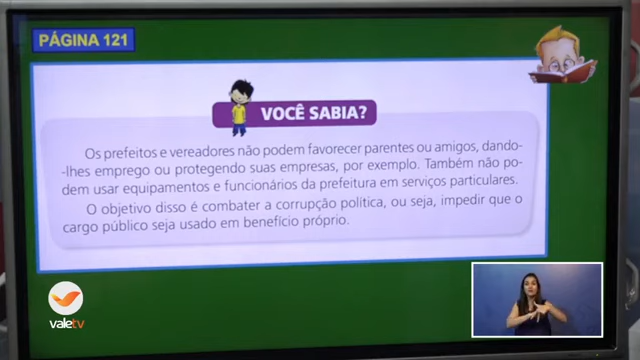 PÁGINA 121
VOCÊ SABIA?
Os prefeitos e vereadores não podem favorecer parentes ou amigos, dando-
-lhes emprego ou protegendo suas empresas, por exemplo. Também não po-
dem usar equipamentos e funcionários da prefeitura em serviços particulares.
O objetivo disso é combater a corrupção política, ou seja, impedir que o
cargo público seja usado em benefício próprio.
valetv